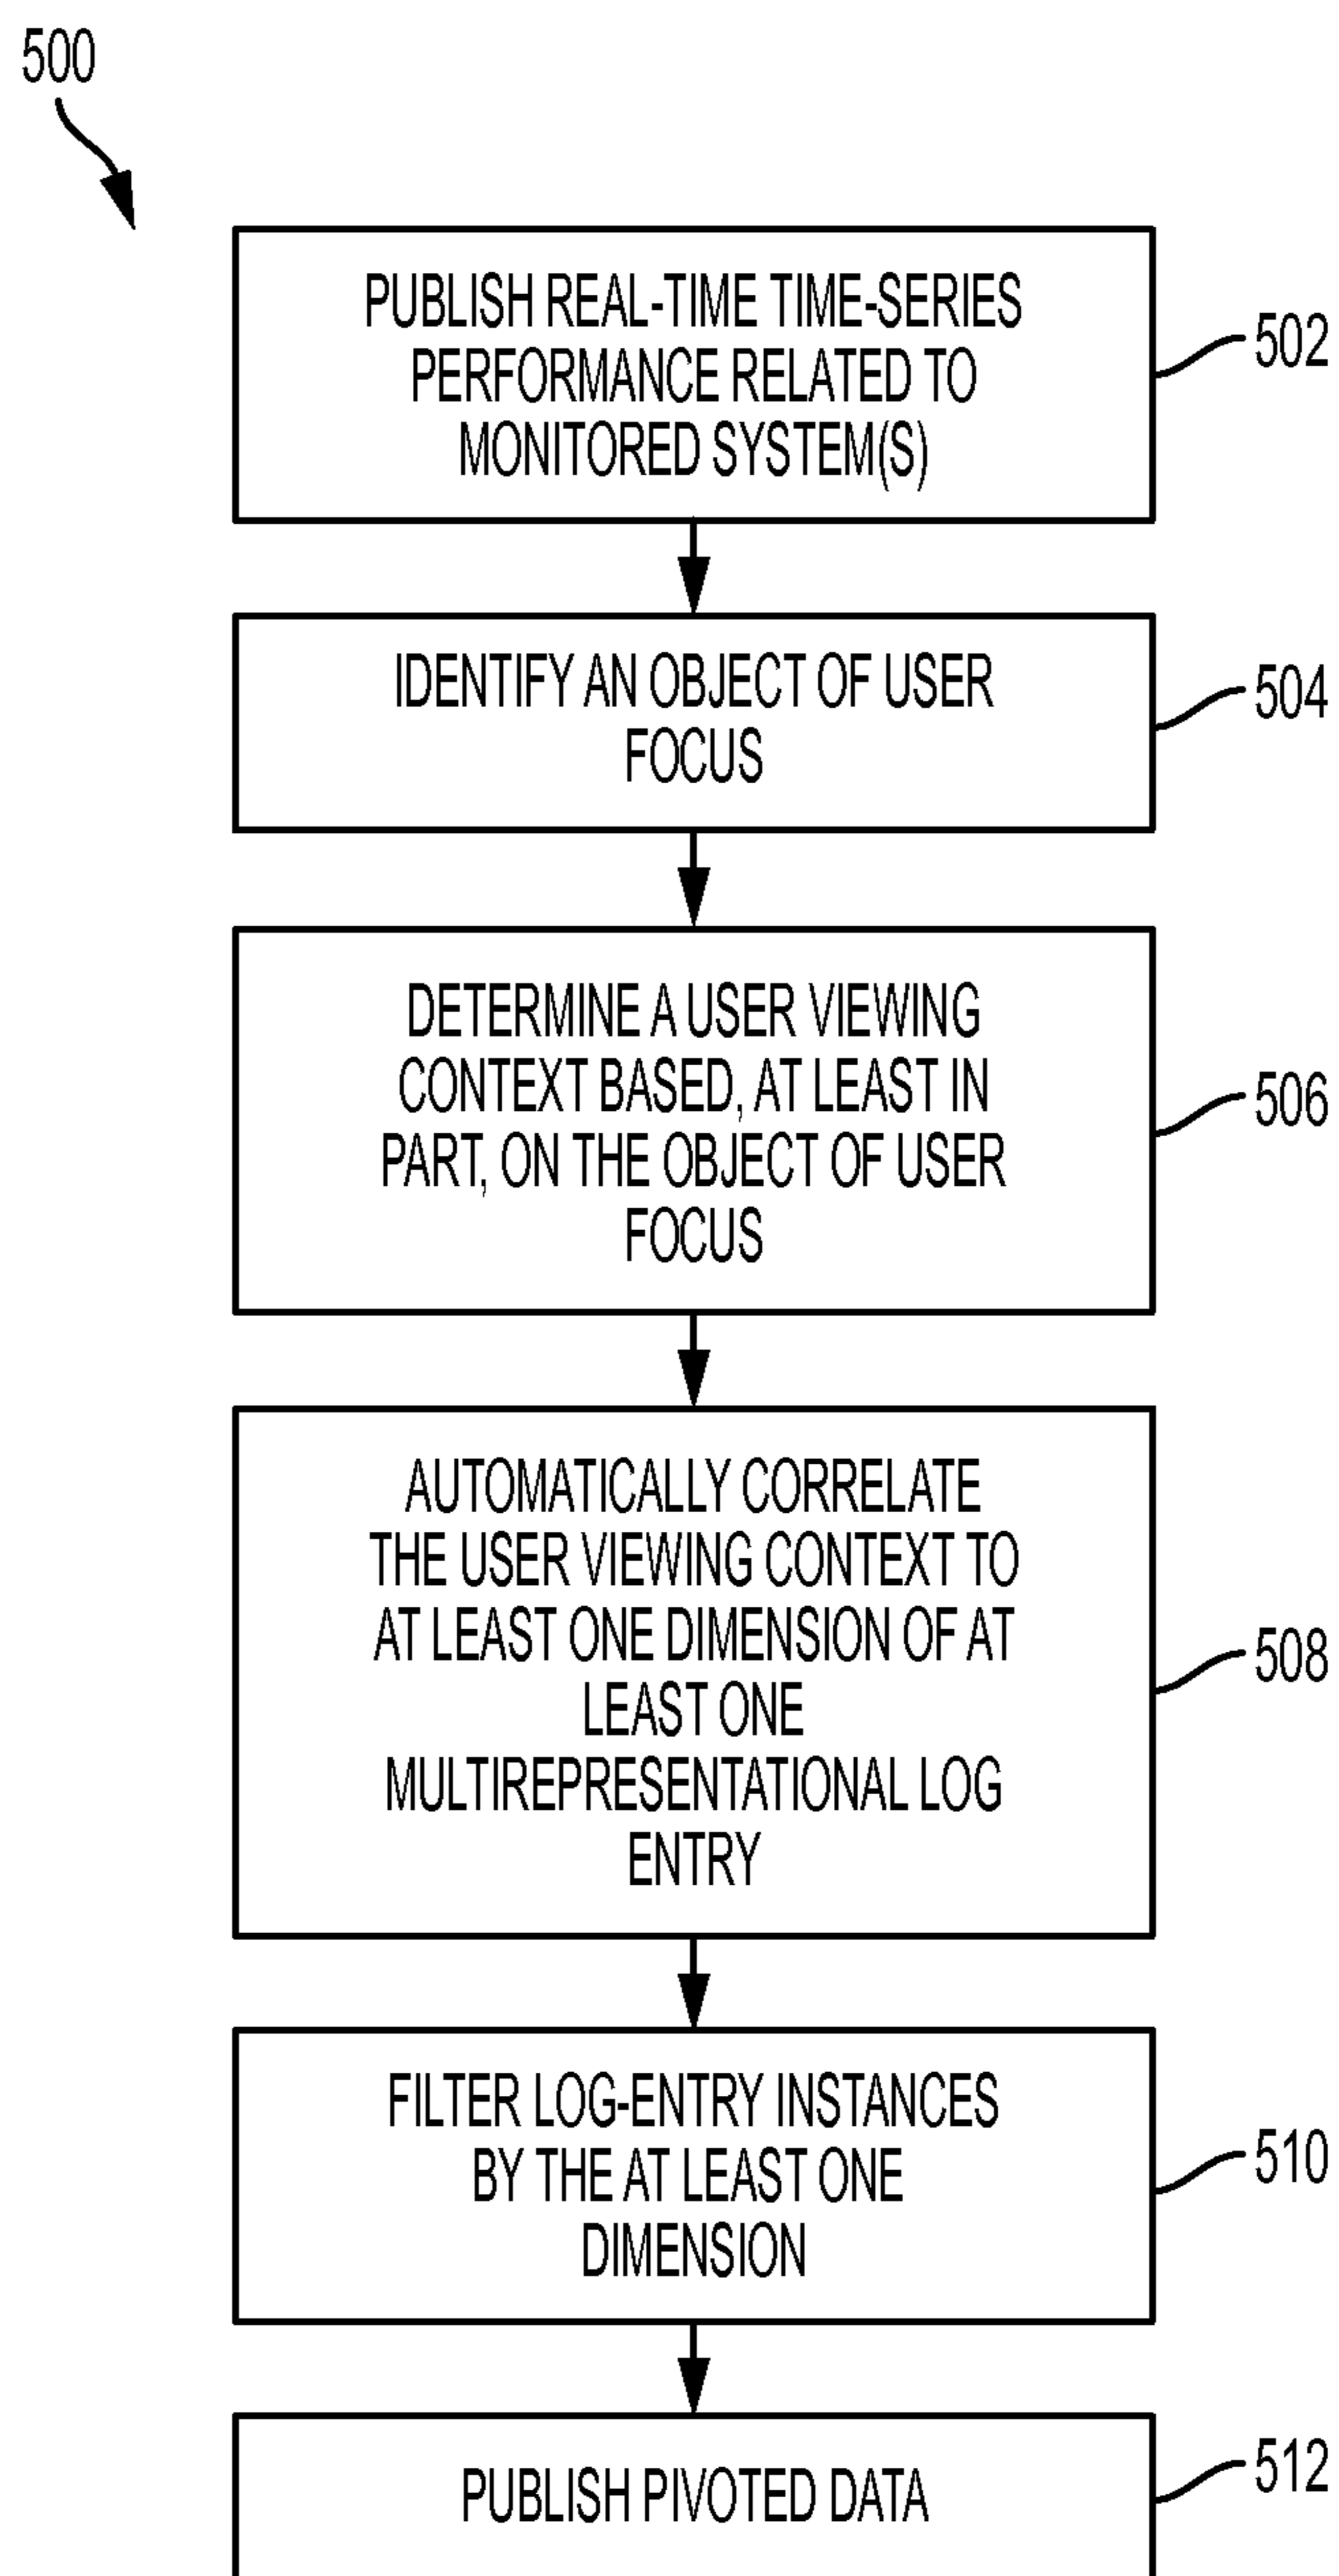 500
PUBLISH REAL-TIME TIME-SERIES
PERFORMANCE RELATED TO
MONITORED SYSTEM(S)
502
IDENTIFY AN OBJECT OF USER
FOCUS
504
DETERMINE A USER VIEWING
CONTEXT BASED, AT LEAST IN
PART, ON THE OBJECT OF USER
FOCUS
506
AUTOMATICALLY CORRELATE
THE USER VIEWING CONTEXT TO
AT LEAST ONE DIMENSION OF AT
LEAST ONE
MULTIREPRESENTATIONAL LOG
ENTRY
508
FILTER LOG-ENTRY INSTANCES
BY THE AT LEAST ONE
DIMENSION
510
PUBLISH PIVOTED DATA
512